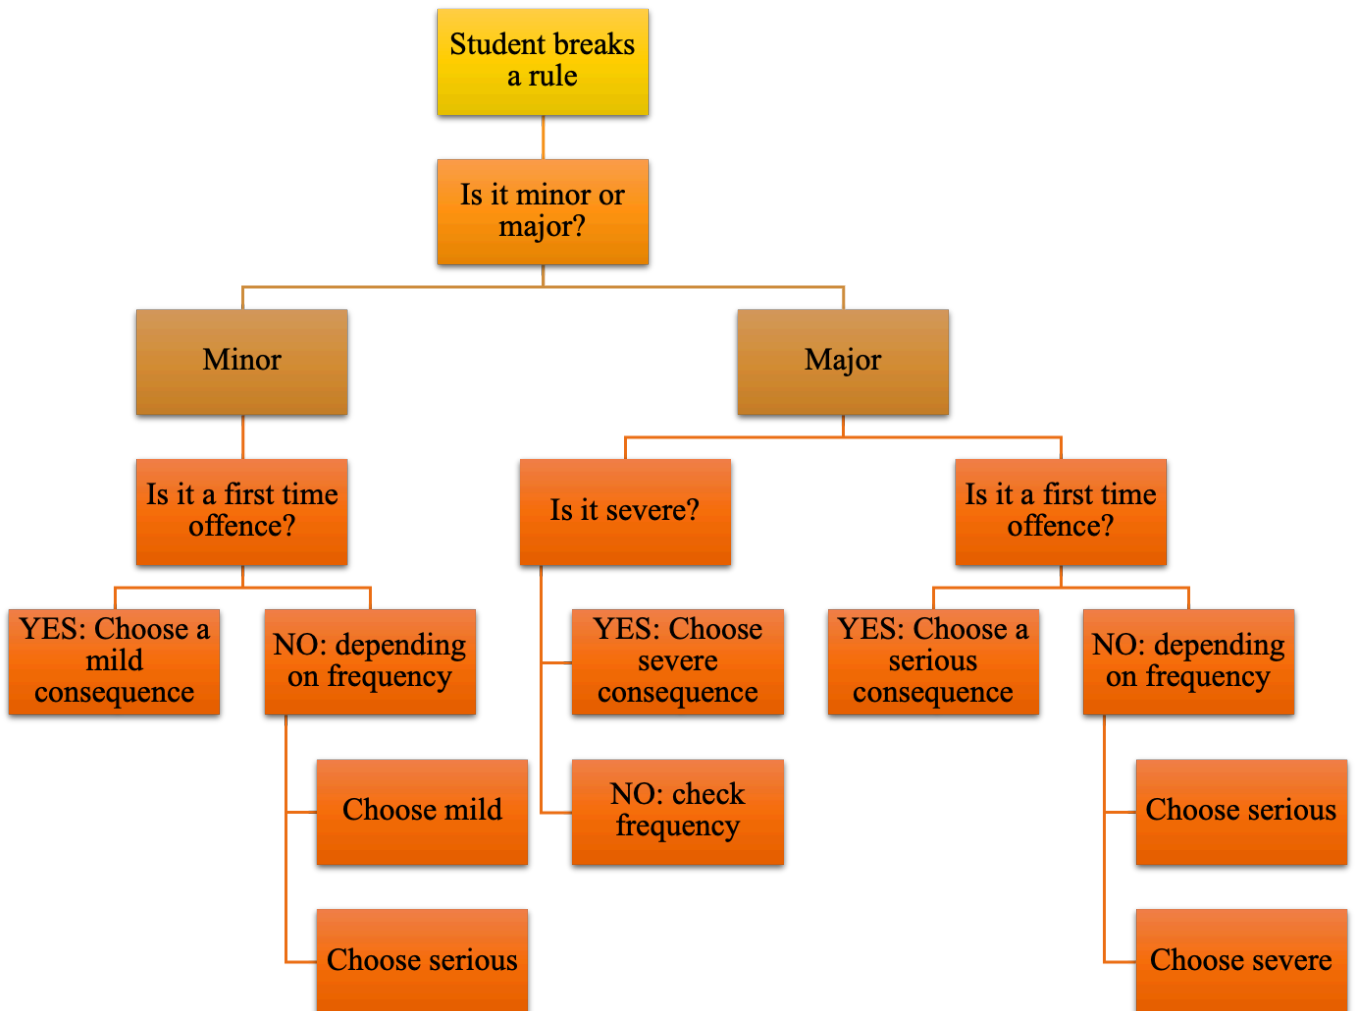 Student breaks
a rule
Is it minor or
major?
Minor
Major
Is it a first time
offence?
Is it severe?
Is it a first time
offence?
YES: Choose a
mild
consequence
NO: depending
on frequency
YES: Choose
severe
consequence
YES: Choose a
serious
consequence
NO: depending
on frequency
Choose mild
NO: check
frequency
Choose serious
Choose serious
Choose severe